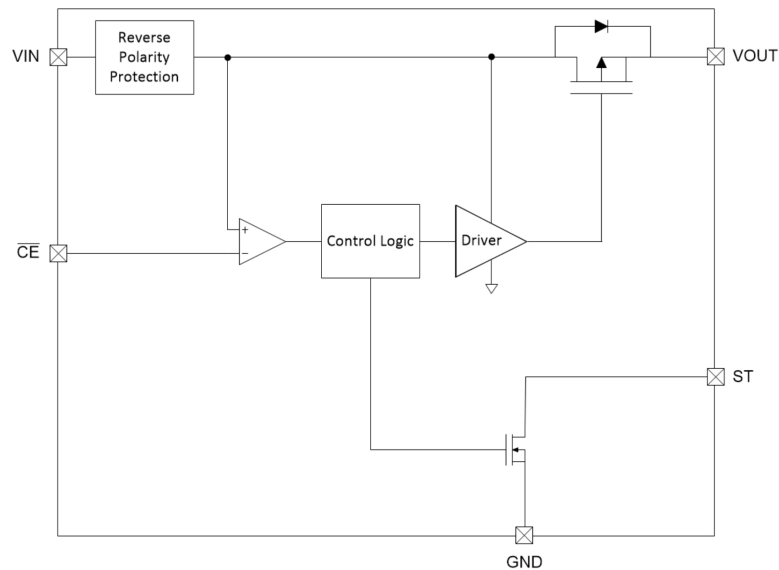 Reverse
Polarity
Protection
VIN
VOUT
+
−
CE
Control Logic
Driver
ST
GND